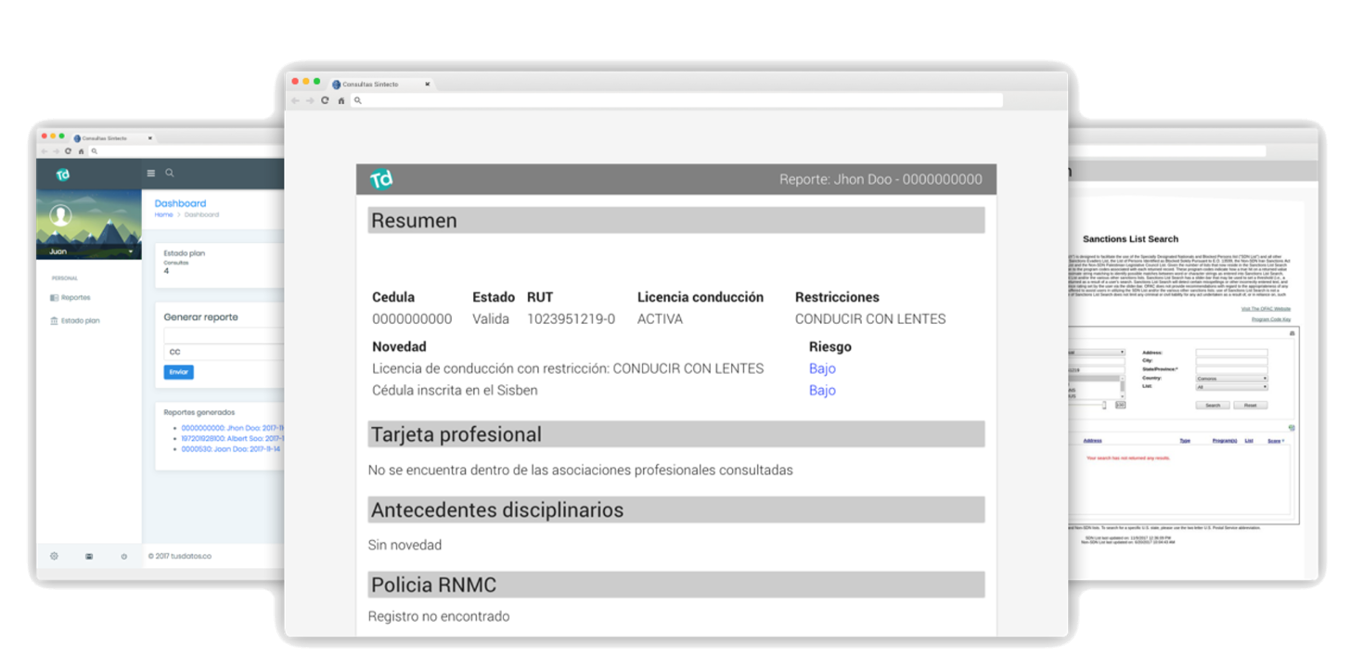 Consultas Sintecto
Td
Juan
PERSONAL
Reportes
Estado plan
Dashboard
Home > Dashboard
Estado plan
Consultas
4
Generar reporte
CC
Enviar
Reportes generados
0000000000: Jhon Doo: 2017-11
197201928100: Albert Sao: 2017-1
0000530: Joan Doo: 2017-11-14
© 2017 tusdatos.co
Consultas Sintecto
Td
Reporte: Jhon Doo - 0000000000
Resumen
Cedula Estado RUT Licencia conducción Restricciones
0000000000 Valida 1023951219-0 ACTIVA CONDUCIR CON LENTES
Novedad Riesgo
Licencia de conducción con restricción: CONDUCIR CON LENTES Bajo
Cédula inscrita en el Sisben Bajo
Tarjeta profesional
No se encuentra dentro de las asociaciones profesionales consultadas
Antecedentes disciplinarios
Sin novedad
Policia RNMC
Registro no encontrado
Sanctions List Search
Visit The OFAC Website
Program Code Key
Address:
City:
State/Province:*
Country:
List:
All
Search Reset
Address Type Program(s) List Score
Your search has not returned any results.